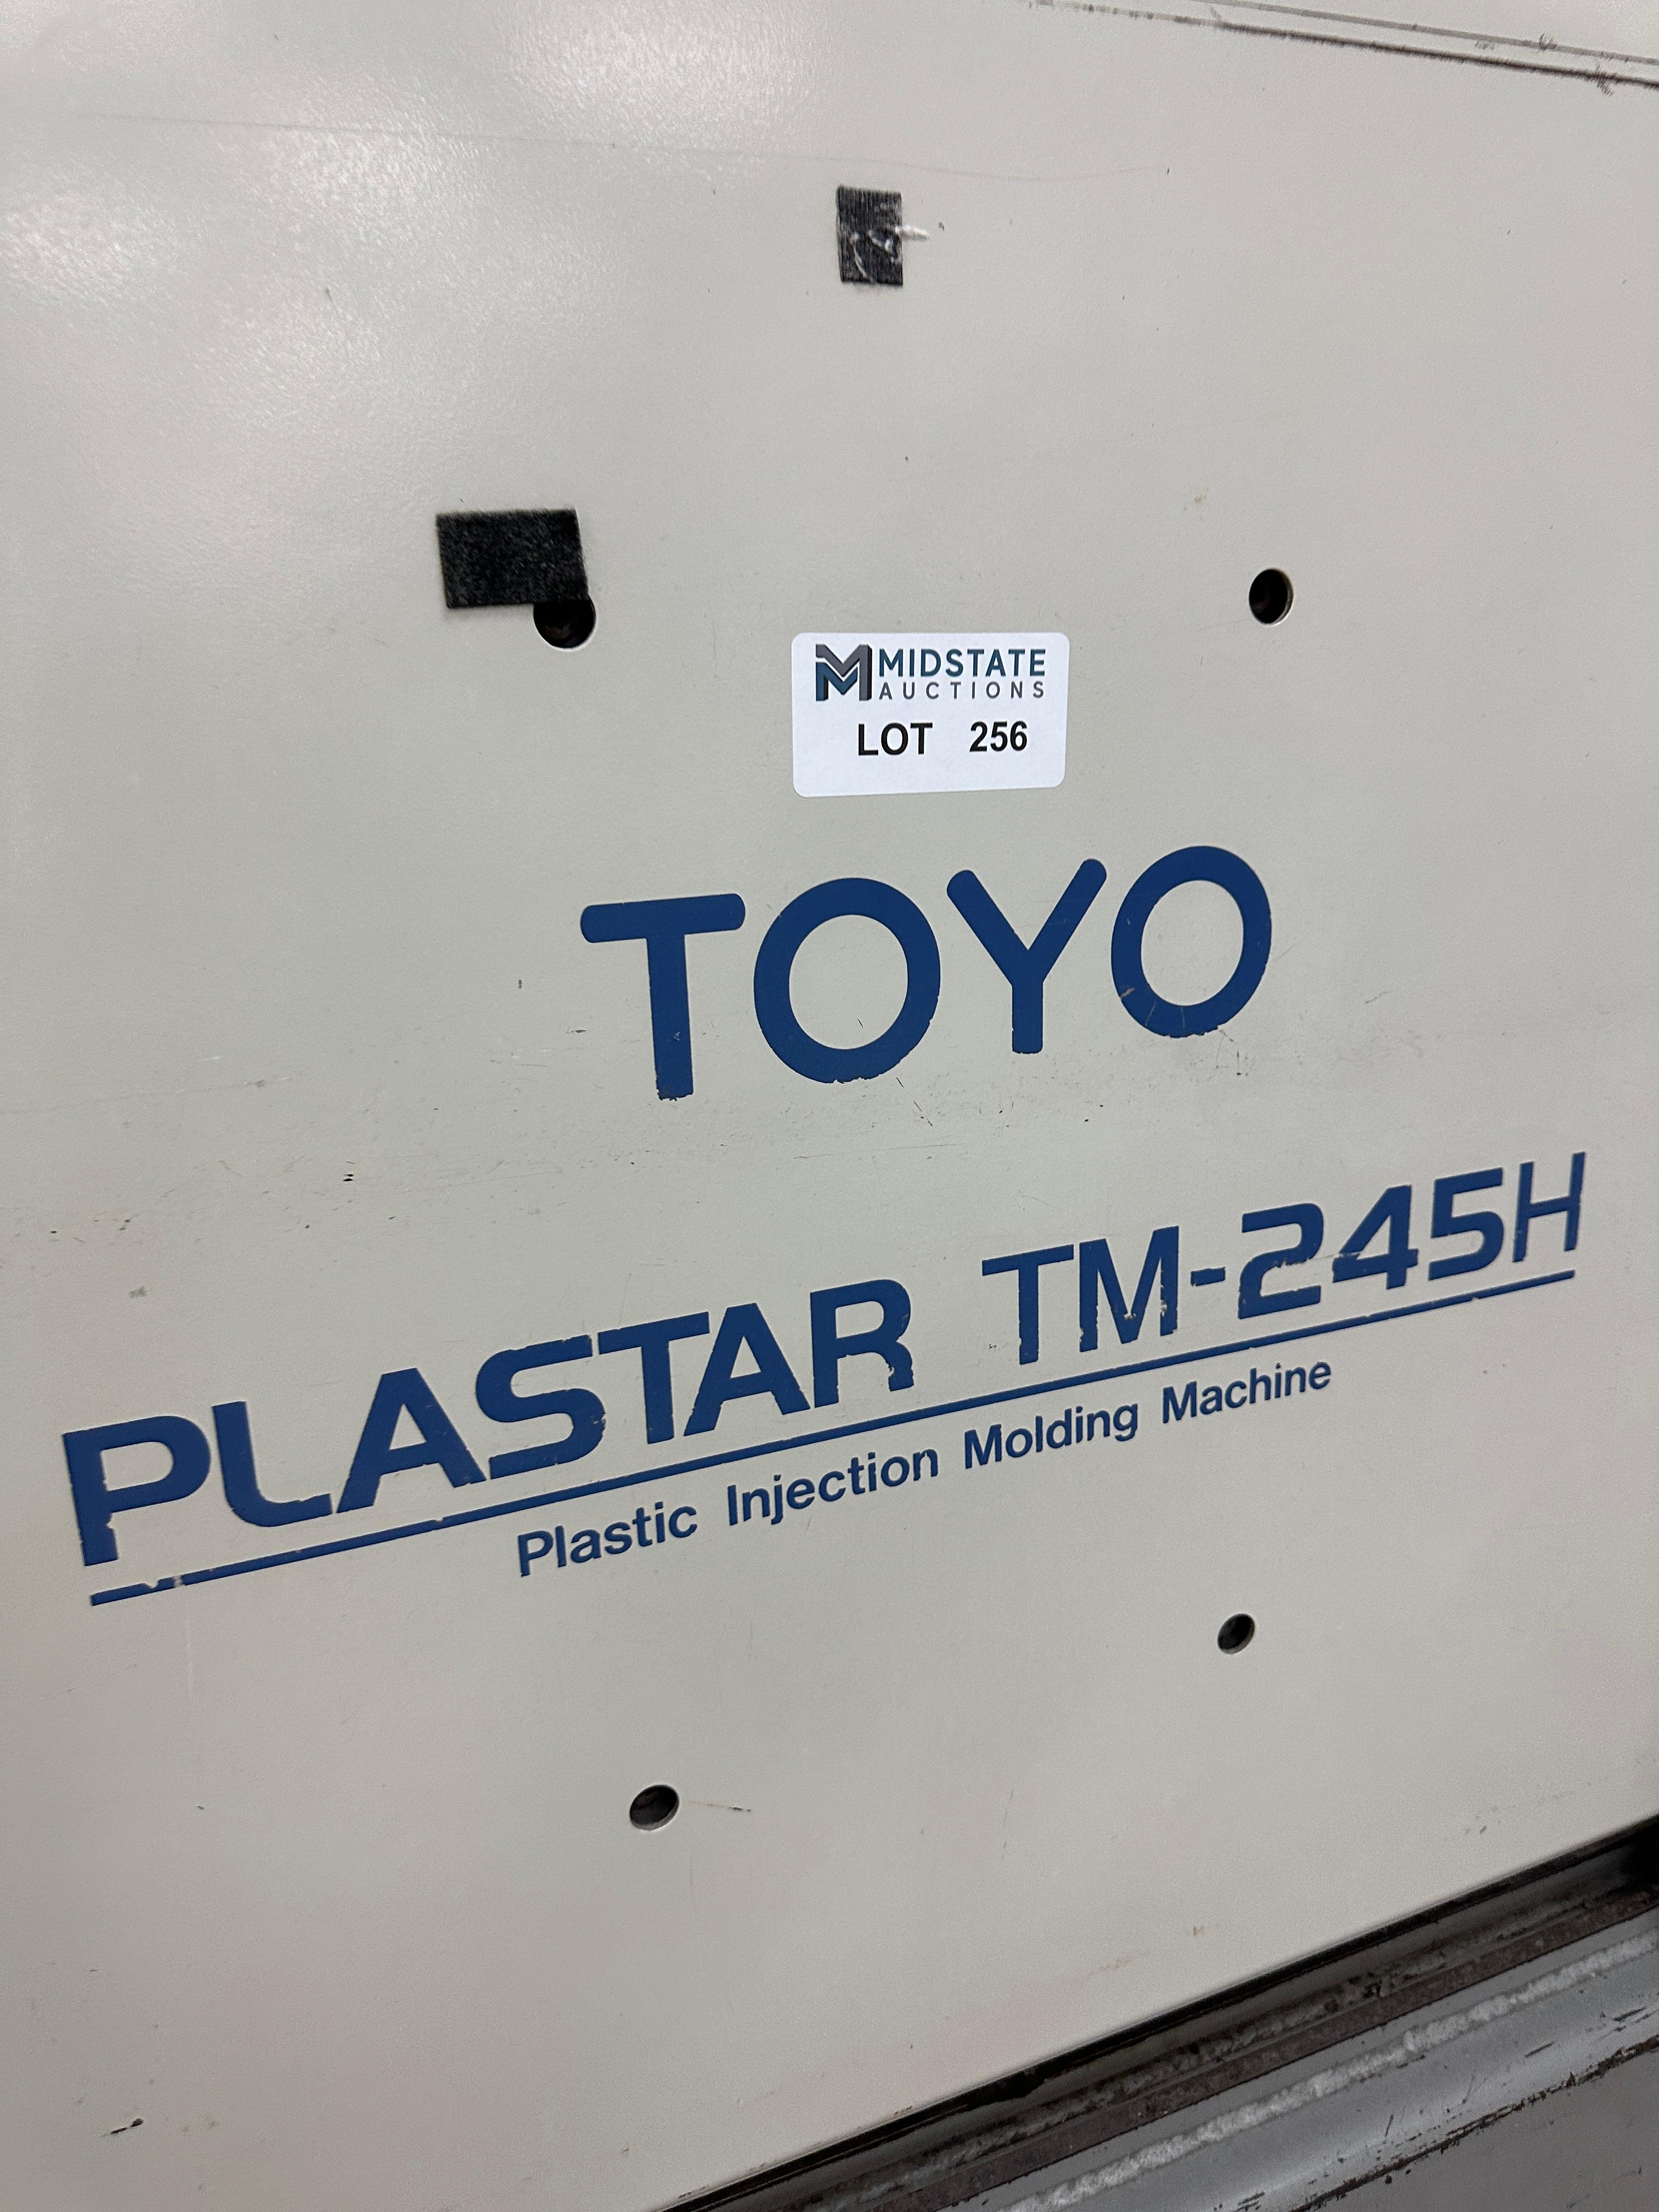 MIDSTATE
AUCTIONS
LOT 256
TOYO
PLASTAR TM-245H
Plastic Injection Molding Machine